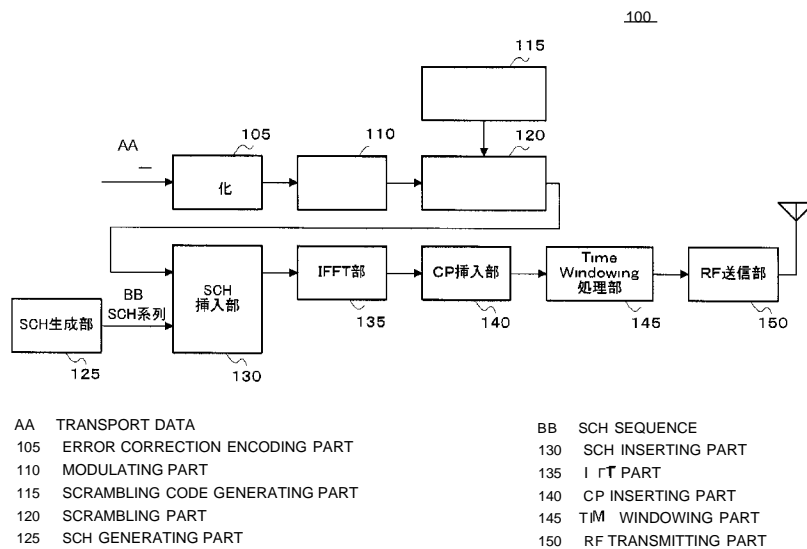 100
115
105
110
120
AA
化
SCH
挿入部
IFFT部
CP挿入部
Time
Windowing
処理部
RF送信部
BB
SCH系列
SCH生成部
125
130
135
140
145
150
AA TRANSPORT DATA
105 ERROR CORRECTION ENCODING PART
110 MODULATING PART
115 SCRAMBLING CODE GENERATING PART
120 SCRAMBLING PART
125 SCH GENERATING PART
BB SCH SEQUENCE
130 SCH INSERTING PART
135 PART
140 CP INSERTING PART
145 TIM WINDOWING PART
150 RF TRANSMITTING PART